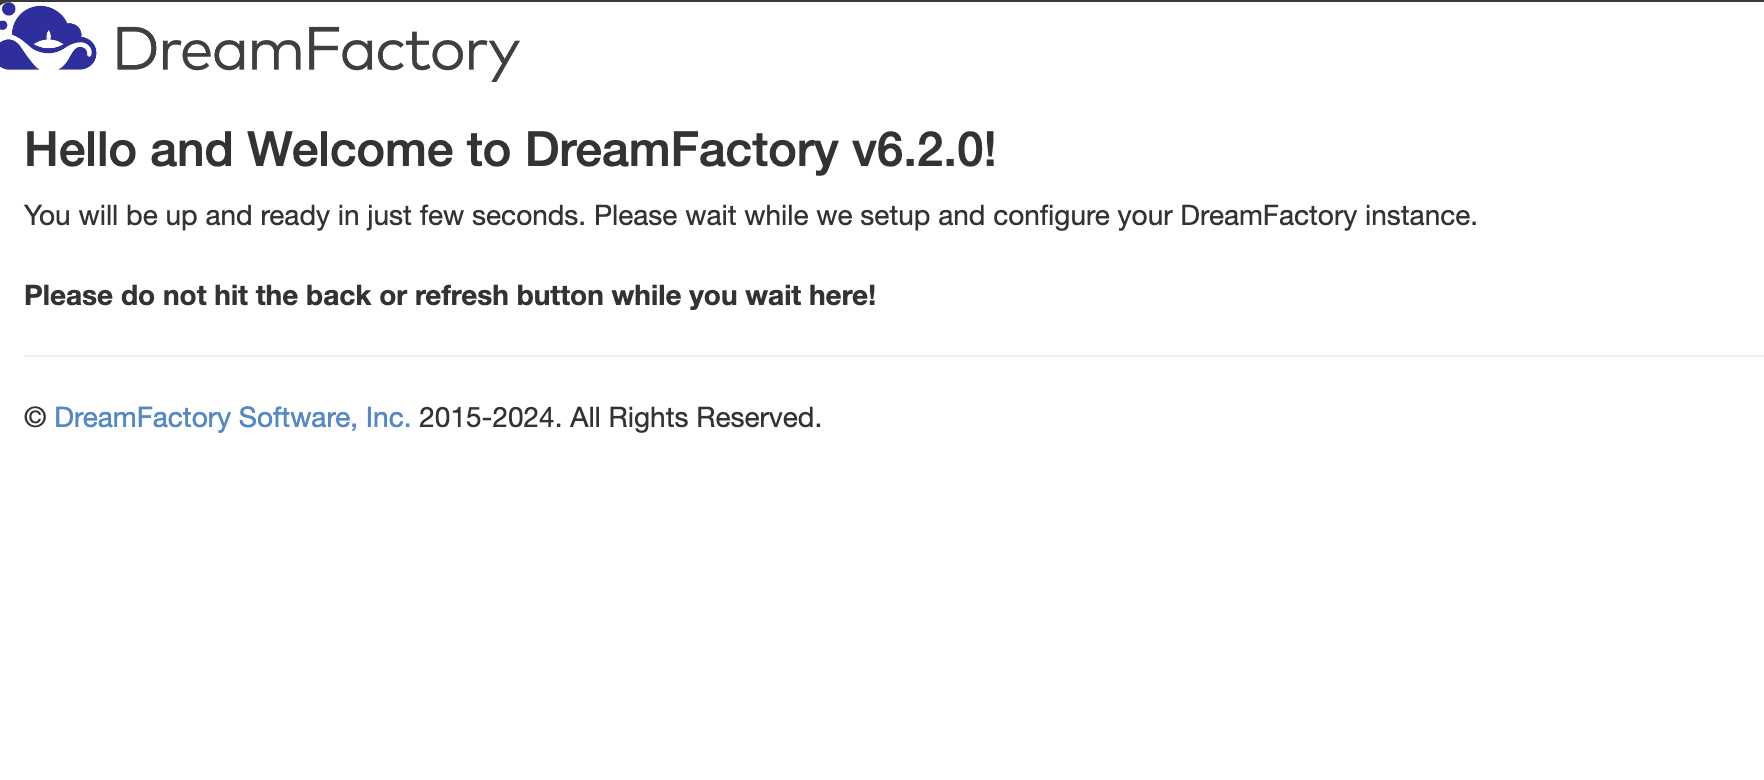 DreamFactory
Hello and Welcome to DreamFactory v6.2.0!
You will be up and ready in just few seconds. Please wait while we setup and configure your DreamFactory instance.
Please do not hit the back or refresh button while you wait here!
© DreamFactory Software, Inc. 2015-2024. All Rights Reserved.